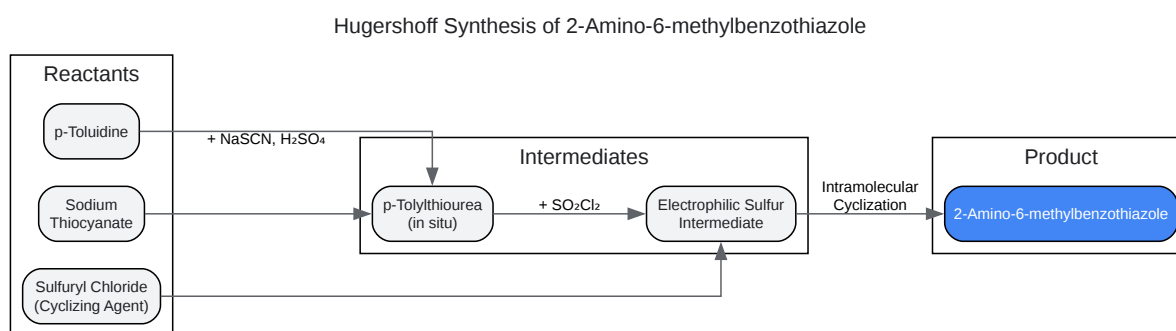 Hugershoff Synthesis of 2-Amino-6-methylbenzothiazole
Reactants
p-Toluidine
+ NaSCN, H₂SO₄
Sodium
Thiocyanate
Sulfuryl Chloride
(Cyclizing Agent)
Intermediates
p-Tolylthiourea
(in situ)
+ SO₂Cl₂
Electrophilic Sulfur
Intermediate
Intramolecular
Cyclization
Product
2-Amino-6-methylbenzothiazole